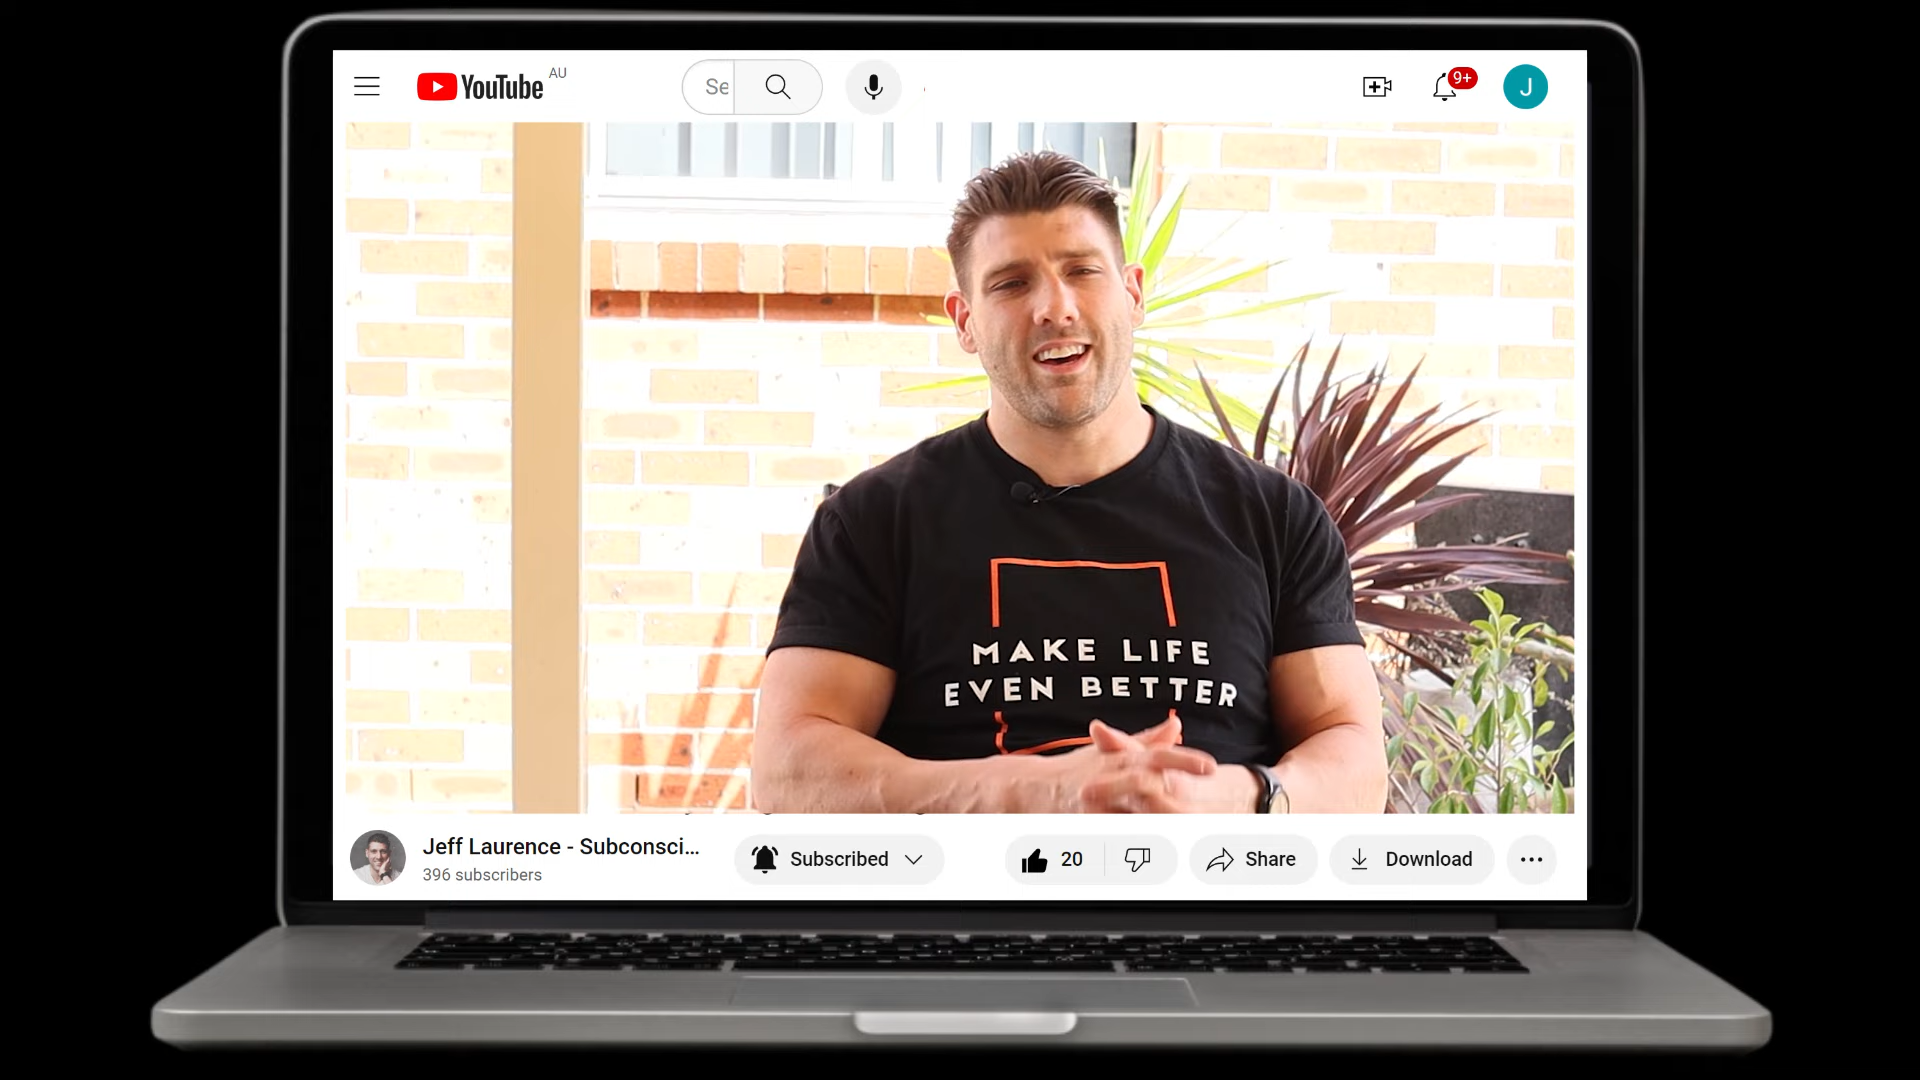 YouTube AU
Se
9+
J
MAKE LIFE
EVEN BETTER
Jeff Laurence - Subconsci...
396 subscribers
Subscribed
20
Share
Download